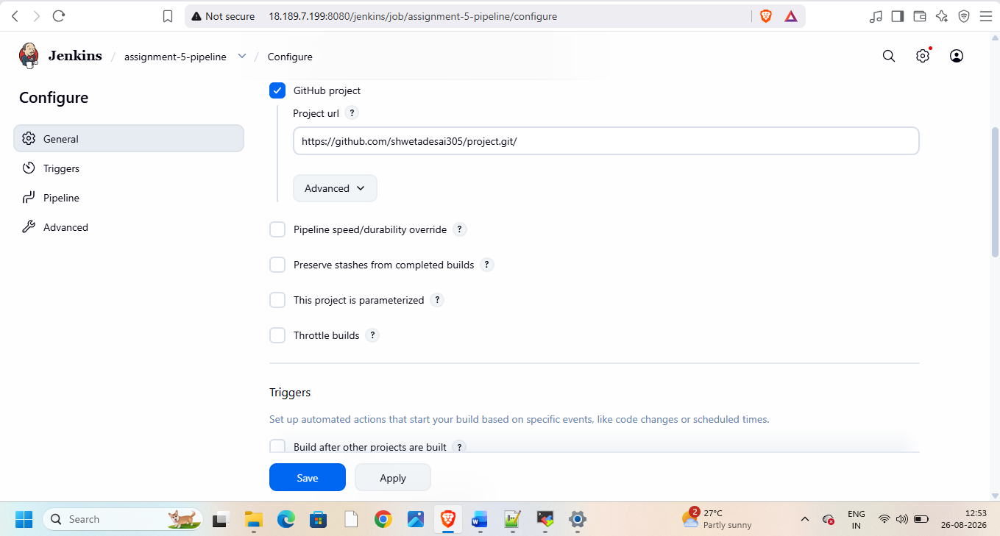 Not secure 18.189.7.199:8080/jenkins/job/assignment-5-pipeline/configure
Jenkins / assignment-5-pipeline / Configure
Configure
General
Triggers
Pipeline
Advanced
GitHub project
Project url ?
https://github.com/shwetadesai305/project.git/
Advanced
Pipeline speed/durability override ?
Preserve stashes from completed builds ?
This project is parameterized ?
Throttle builds ?
Triggers
Set up automated actions that start your build based on specific events, like code changes or scheduled times.
Build after other projects are built ?
Save Apply
Search
2
27°C
Partly sunny
ENG
IN
12:53
26-08-2026